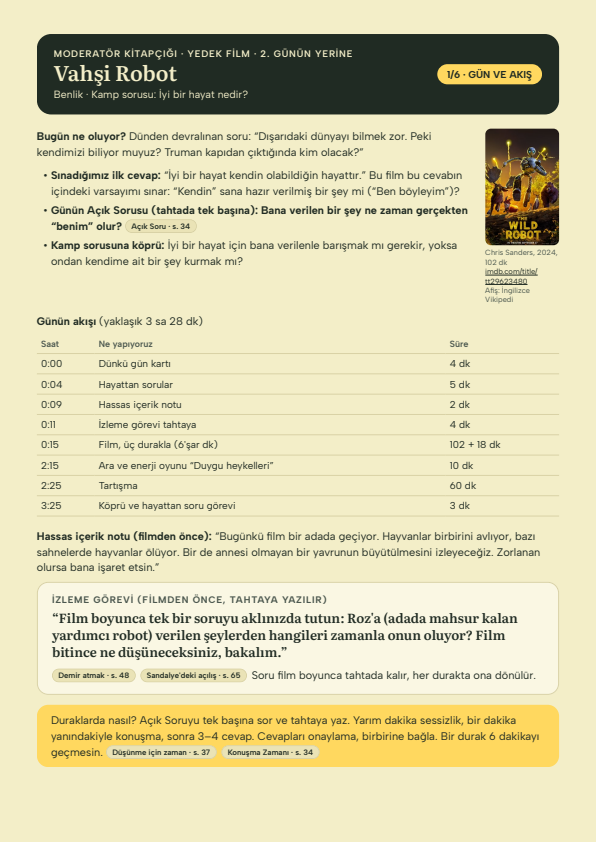 MODERATÖR KİTAPÇIĞI · YEDEK FİLM · 2. GÜNÜN YERİNE
Vahşi Robot
Benlik · Kamp sorusu: İyi bir hayat nedir?
1/6 · GÜN VE AKIŞ
Bugün ne oluyor? Dünden devralınan soru: “Dışarıdaki dünyayı bilmek zor. Peki
kendimizi biliyor muyuz? Truman kapıdan çıktığında kim olacak?”
• Sınadığımız ilk cevap: “İyi bir hayat kendin olabildiğin hayattır.” Bu film bu cevabın
içindeki varsayımı sınar: “Kendin” sana hazır verilmiş bir şey mi (“Ben böyleyim”)?
• Günün Açık Sorusu (tahtada tek başına): Bana verilen bir şey ne zaman gerçekten
“benim” olur? Açık Soru · s. 34
• Kamp sorusuna köprü: İyi bir hayat için bana verilenle barışmak mı gerekir, yoksa
ondan kendime ait bir şey kurmak mı?
THE
WILD
ROBOT
Chris Sanders, 2024,
102 dk
imdb.com/title/
tt29623480
Afiş: İngilizce
Vikipedi
Günün akışı (yaklaşık 3 sa 28 dk)
Saat Ne yapıyoruz Süre
0:00 Dünkü gün kartı 4 dk
0:04 Hayattan sorular 5 dk
0:09 Hassas içerik notu 2 dk
0:11 İzleme görevi tahtada 4 dk
0:15 Film, üç durakla (6’şar dk) 102 + 18 dk
2:15 Ara ve enerji oyunu “Duygu heykelleri” 10 dk
2:25 Tartışma 60 dk
3:25 Köprü ve hayattan soru görevi 3 dk
Hassas içerik notu (filmden önce): “Bugünkü film bir adada geçiyor. Hayvanlar birbirini avlıyor, bazı
sahnelerde hayvanlar ölüyor. Bir de annesi olmayan bir yavrunun büyütülmesini izleyeceğiz. Zorlanan
olursa bana işaret etsin.”
İZLEME GÖREVİ (FİLMDEN ÖNCE, TAHTAYA YAZILIR)
“Film boyunca tek bir soruyu aklınızda tutun: Roz’a (adada mahsur kalan
yardımcı robot) verilen şeylerden hangileri zamanla onun oluyor? Film
bitince ne düşüneceksiniz, bakalım.”
Demir atmak · s. 48 Sandalye’deki açılış · s. 65 Soru film boyunca tahtada kalır, her durakta ona dönülür.
Duraklarda nasıl? Açık Soruyu tek başına sor ve tahtaya yaz. Yarım dakika sessizlik, bir dakika
yanındakiyle konuşma, sonra 3–4 cevap. Cevapları onaylama, birbirine bağla. Bir durak 6 dakikayı
geçmesin. Düşünme için zaman · s. 37 Konuşma Zamanı · s. 34